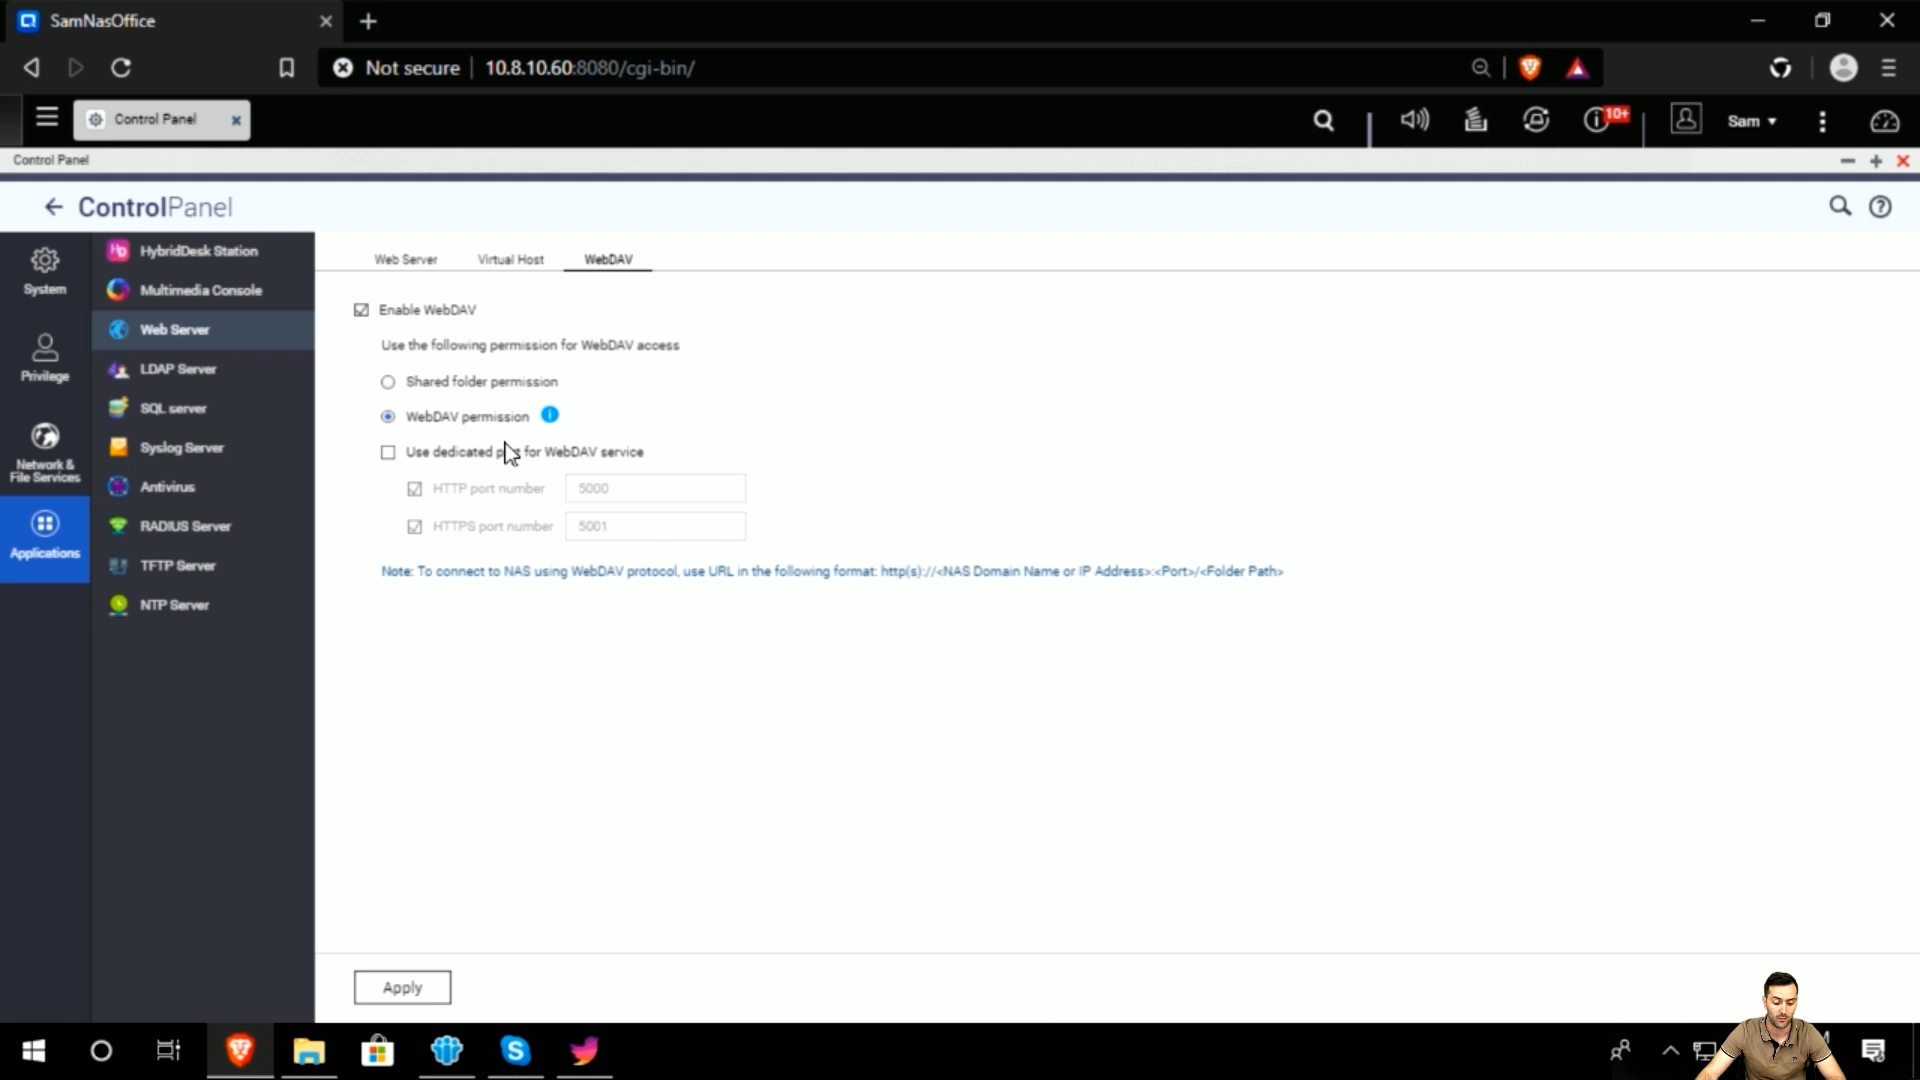 SamNasOffice
Not secure
10.8.10.60:8080/cgi-bin/
Control Panel
10+
Sam
Control Panel
ControlPanel
System
Privilege
Network &
File Services
Applications
HybridDesk Station
Multimedia Console
Web Server
LDAP Server
SQL server
Syslog Server
Antivirus
RADIUS Server
TFTP Server
NTP Server
Web Server
Virtual Host
WebDAV
Enable WebDAV
Use the following permission for WebDAV access
Shared folder permission
WebDAV permission
Use dedicated port for WebDAV service
HTTP port number
5000
HTTPS port number
5001
Note: To connect to NAS using WebDAV protocol, use URL in the following format: http(s)://<NAS Domain Name or IP Address>:<Port>/<Folder Path>
Apply